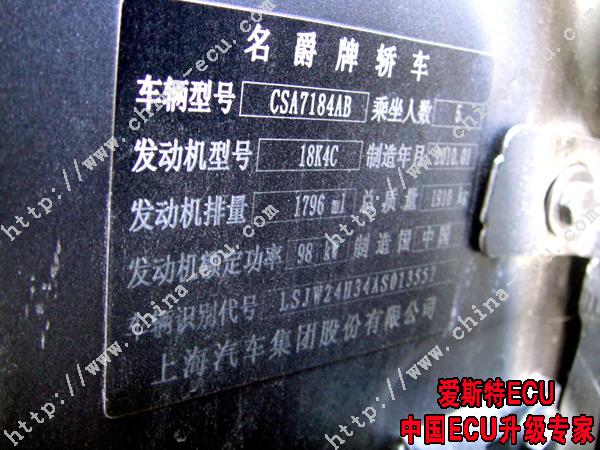 名爵牌轿车
车辆型号 CSA7184AB 乘坐人数 5
发动机型号 18K4C 制造年月 2010.01
发动机排量 1796 ml 总质量 1910 kg
发动机额定功率 98 kW 制造国 中国
车辆识别代号 LSJW24H34AS013557
上海汽车集团股份有限公司
爱斯特ECU
中国ECU升级专家
http://www.china-ecu.com